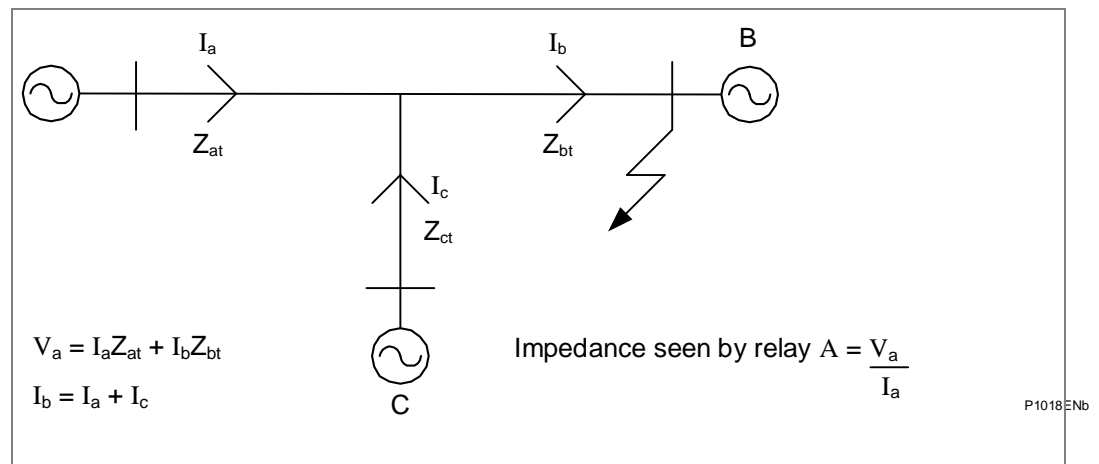 Ia
Ib
B
Zat
Zbt
Ic
Zct
Va = IaZat + IbZbt
Impedance seen by relay A = Va
Ia
Ib = Ia + Ic
C
P1018ENb